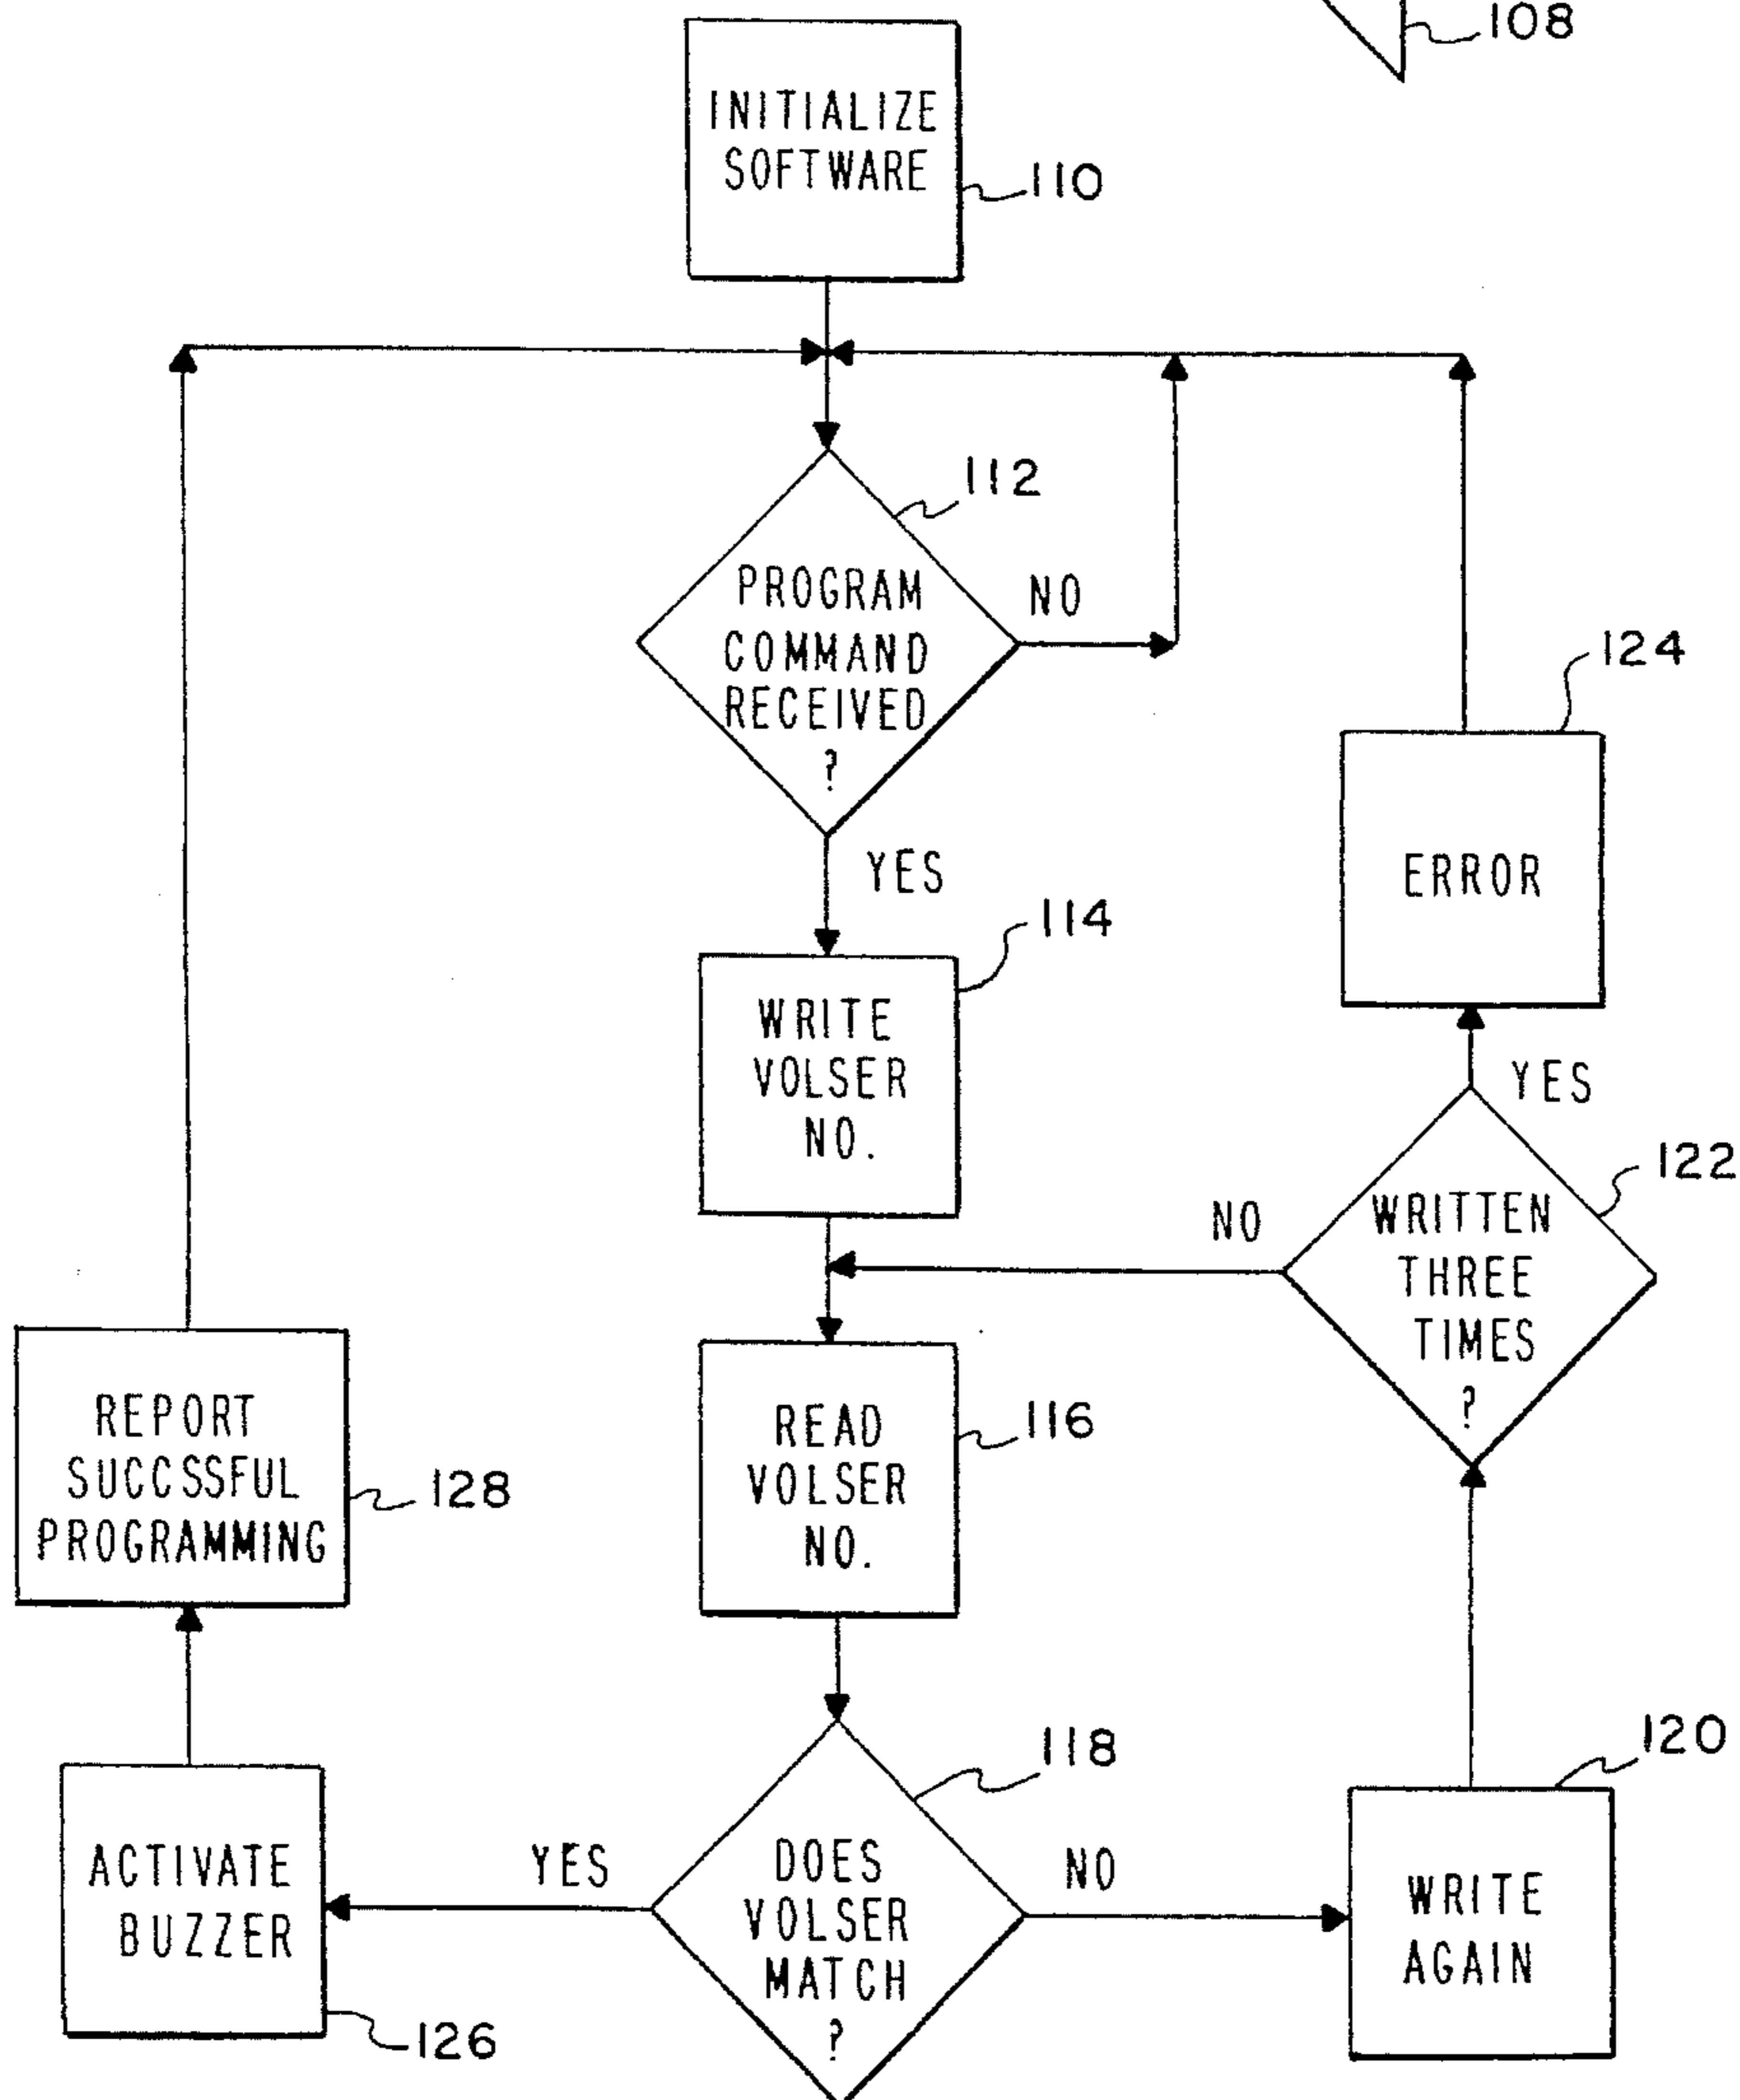 108
INITIALIZE
SOFTWARE
110
112
PROGRAM
COMMAND
RECEIVED
?
NO
YES
124
ERROR
114
WRITE
VOLSER
NO.
YES
122
WRITTEN
THREE
TIMES
?
NO
REPORT
SUCCSSFUL
PROGRAMMING
128
READ
VOLSER
NO.
116
118
DOES
VOLSER
MATCH
?
YES
NO
120
WRITE
AGAIN
ACTIVATE
BUZZER
126